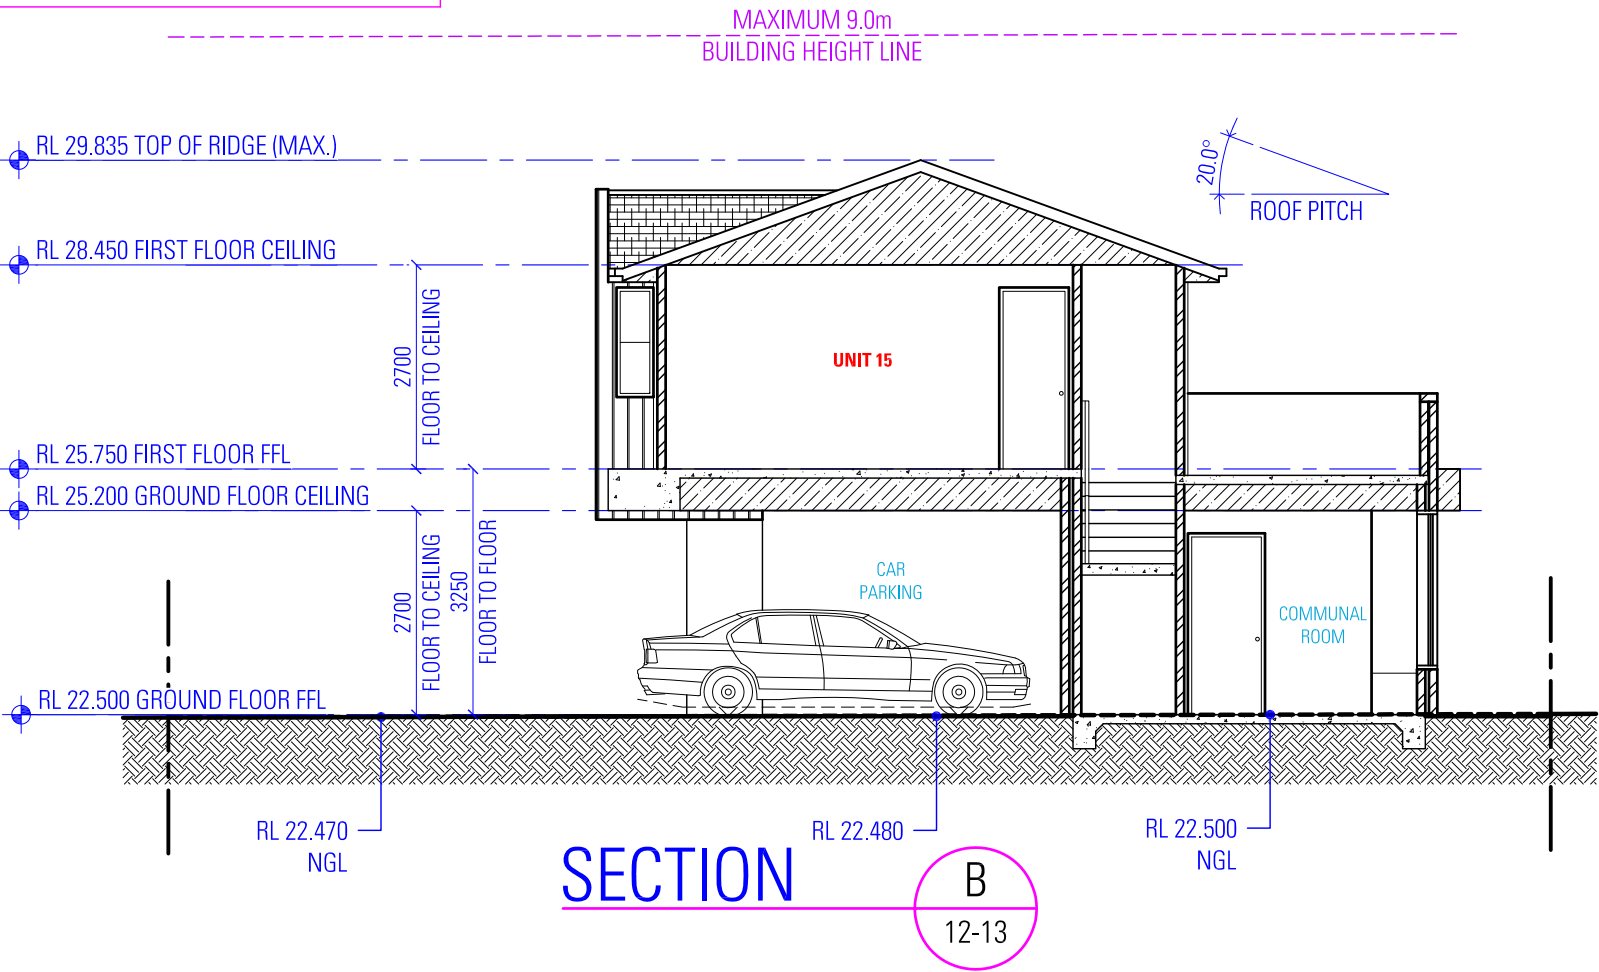 MAXIMUM 9.0m
BUILDING HEIGHT LINE
RL 29.835 TOP OF RIDGE (MAX.)
20.0°
ROOF PITCH
RL 28.450 FIRST FLOOR CEILING
2700
FLOOR TO CEILING
UNIT 15
RL 25.750 FIRST FLOOR FFL
RL 25.200 GROUND FLOOR CEILING
2700
FLOOR TO CEILING
3250
FLOOR TO FLOOR
CAR
PARKING
COMMUNAL
ROOM
RL 22.500 GROUND FLOOR FFL
RL 22.470
NGL
RL 22.480
RL 22.500
NGL
SECTION
B
12-13